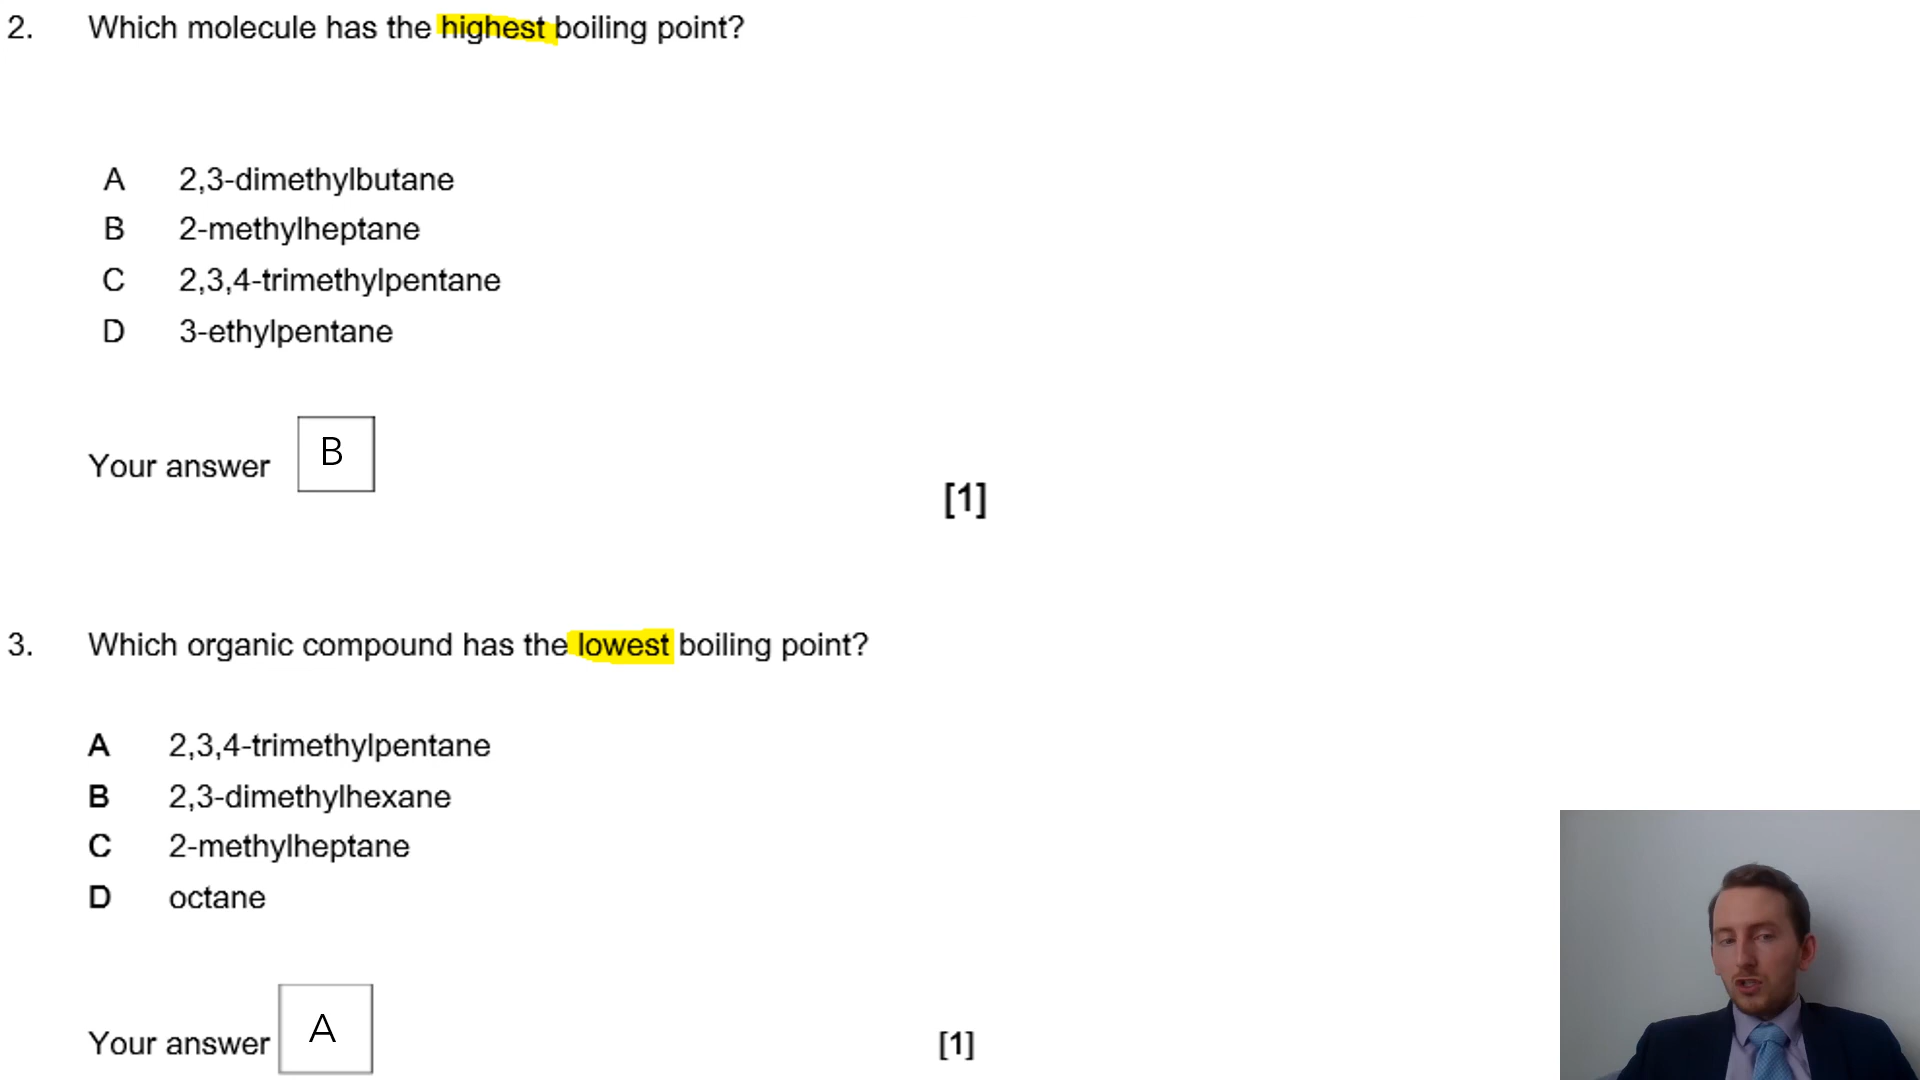 2. Which molecule has the highest boiling point?
A 2,3-dimethylbutane
B 2-methylheptane
C 2,3,4-trimethylpentane
D 3-ethylpentane
Your answer B
[1]
3. Which organic compound has the lowest boiling point?
A 2,3,4-trimethylpentane
B 2,3-dimethylhexane
C 2-methylheptane
D octane
Your answer A [1]